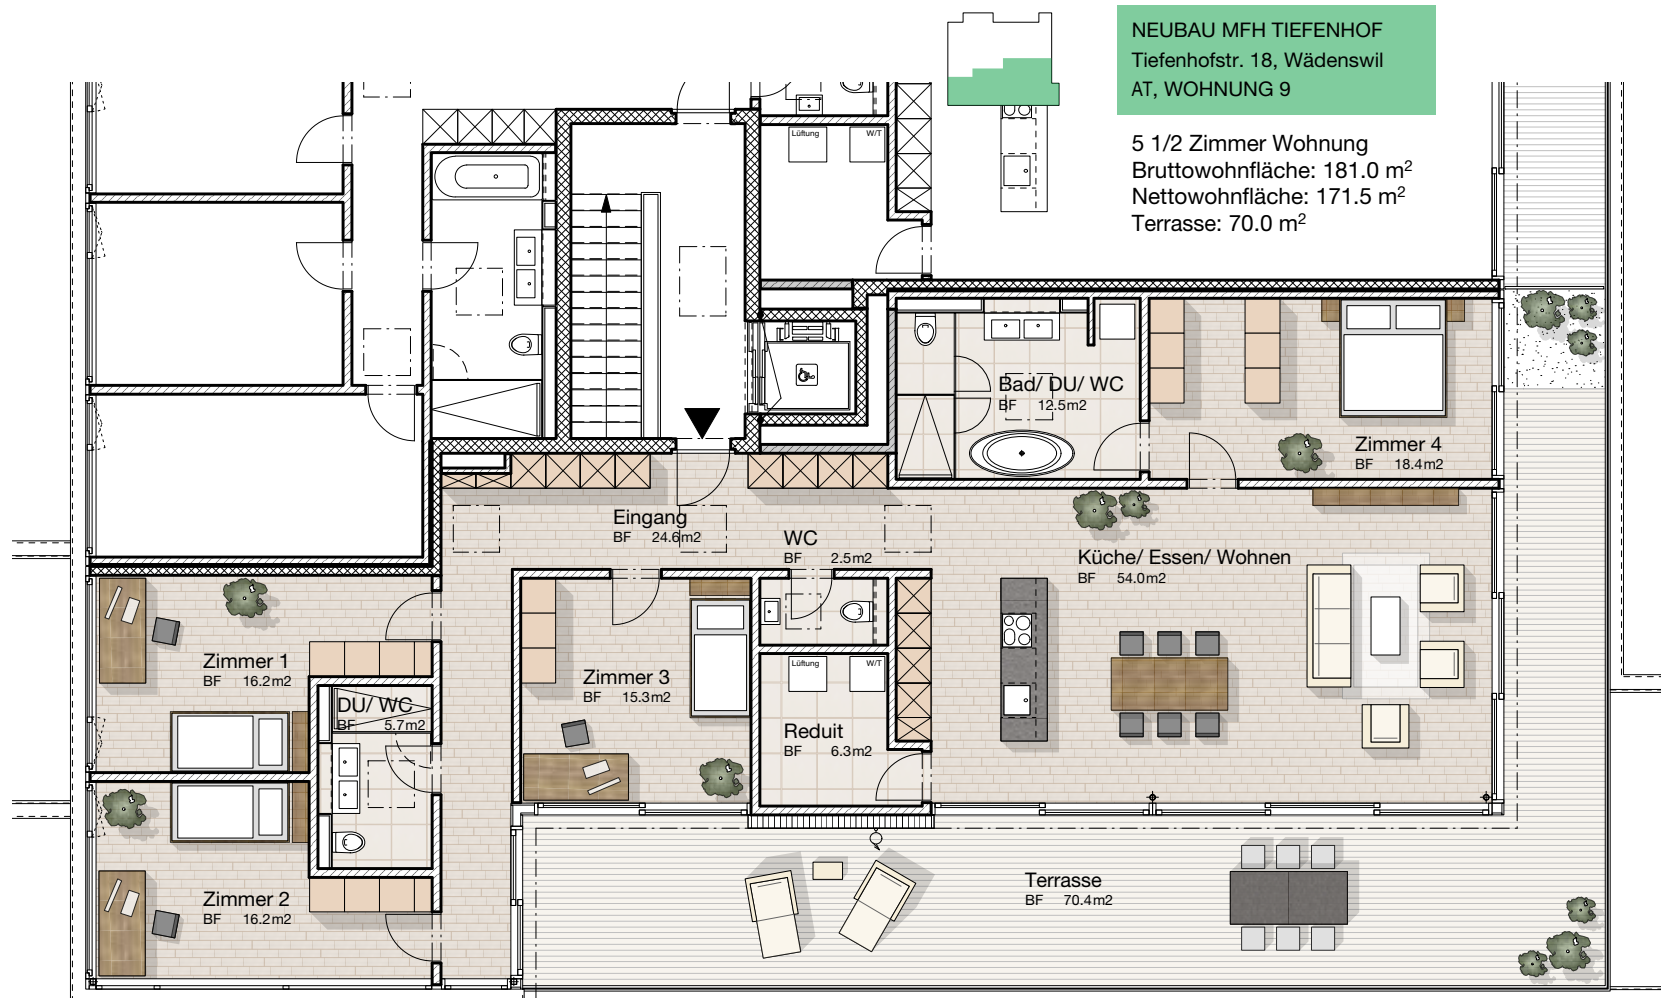 NEUBAU MFH TIEFENHOF
Tiefenhofstr. 18, Wädenswil
AT, WOHNUNG 9
5 1/2 Zimmer Wohnung
Bruttowohnfläche: 181.0 m²
Nettowohnfläche: 171.5 m²
Terrasse: 70.0 m²
Lüftung
W/T
Bad/ DU/ WC
BF 12.5m2
Zimmer 4
BF 18.4m2
Eingang
BF 24.6m2
WC
BF 2.5m2
Küche/ Essen/ Wohnen
BF 54.0m2
Zimmer 1
BF 16.2m2
DU/ WC
BF 5.7m2
Zimmer 3
BF 15.3m2
Lüftung
W/T
Reduit
BF 6.3m2
Zimmer 2
BF 16.2m2
Terrasse
BF 70.4m2